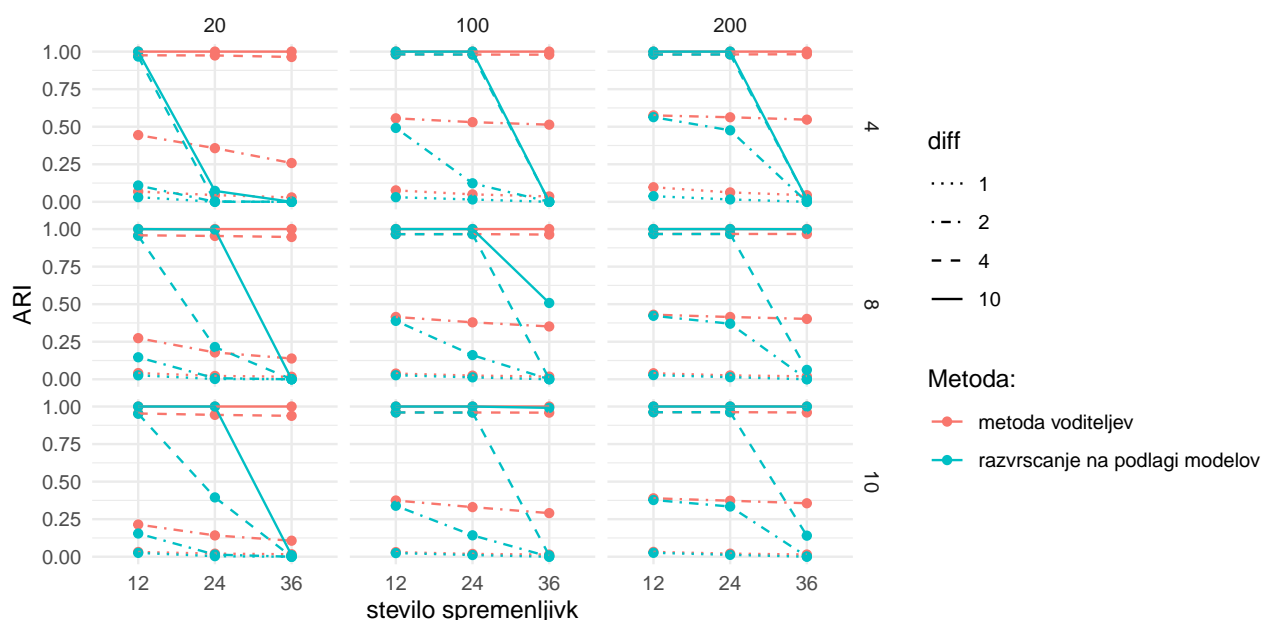 20 100 200
1.00
0.75
0.50
0.25
0.00
4
1.00
0.75
0.50
0.25
0.00
8
1.00
0.75
0.50
0.25
0.00
10
12 24 36 12 24 36 12 24 36
stevilo spremenljivk
ARI
diff
1
2
4
10
Metoda:
metoda voditeljev
razvrscanje na podlagi modelov